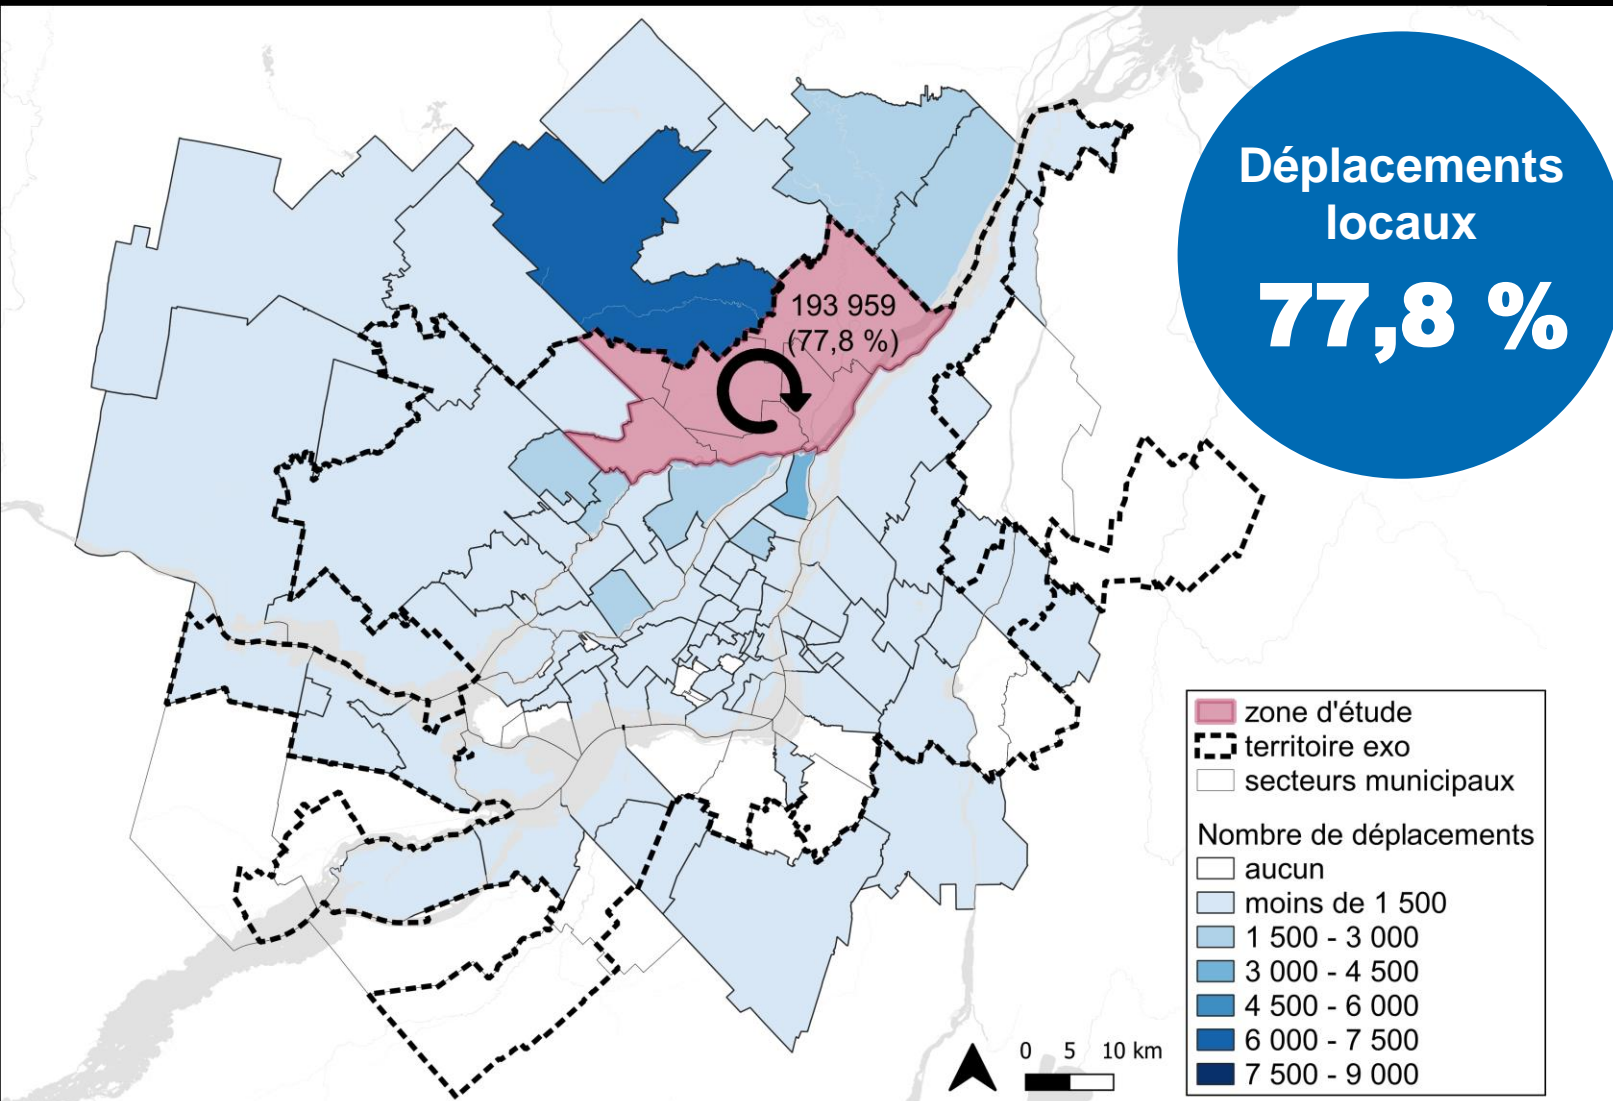 Déplacements
locaux
77,8 %
193 959
(77,8 %)
zone d'étude
territoire exo
secteurs municipaux
Nombre de déplacements
aucun
moins de 1 500
1 500 - 3 000
3 000 - 4 500
4 500 - 6 000
6 000 - 7 500
7 500 - 9 000
0 5 10 km